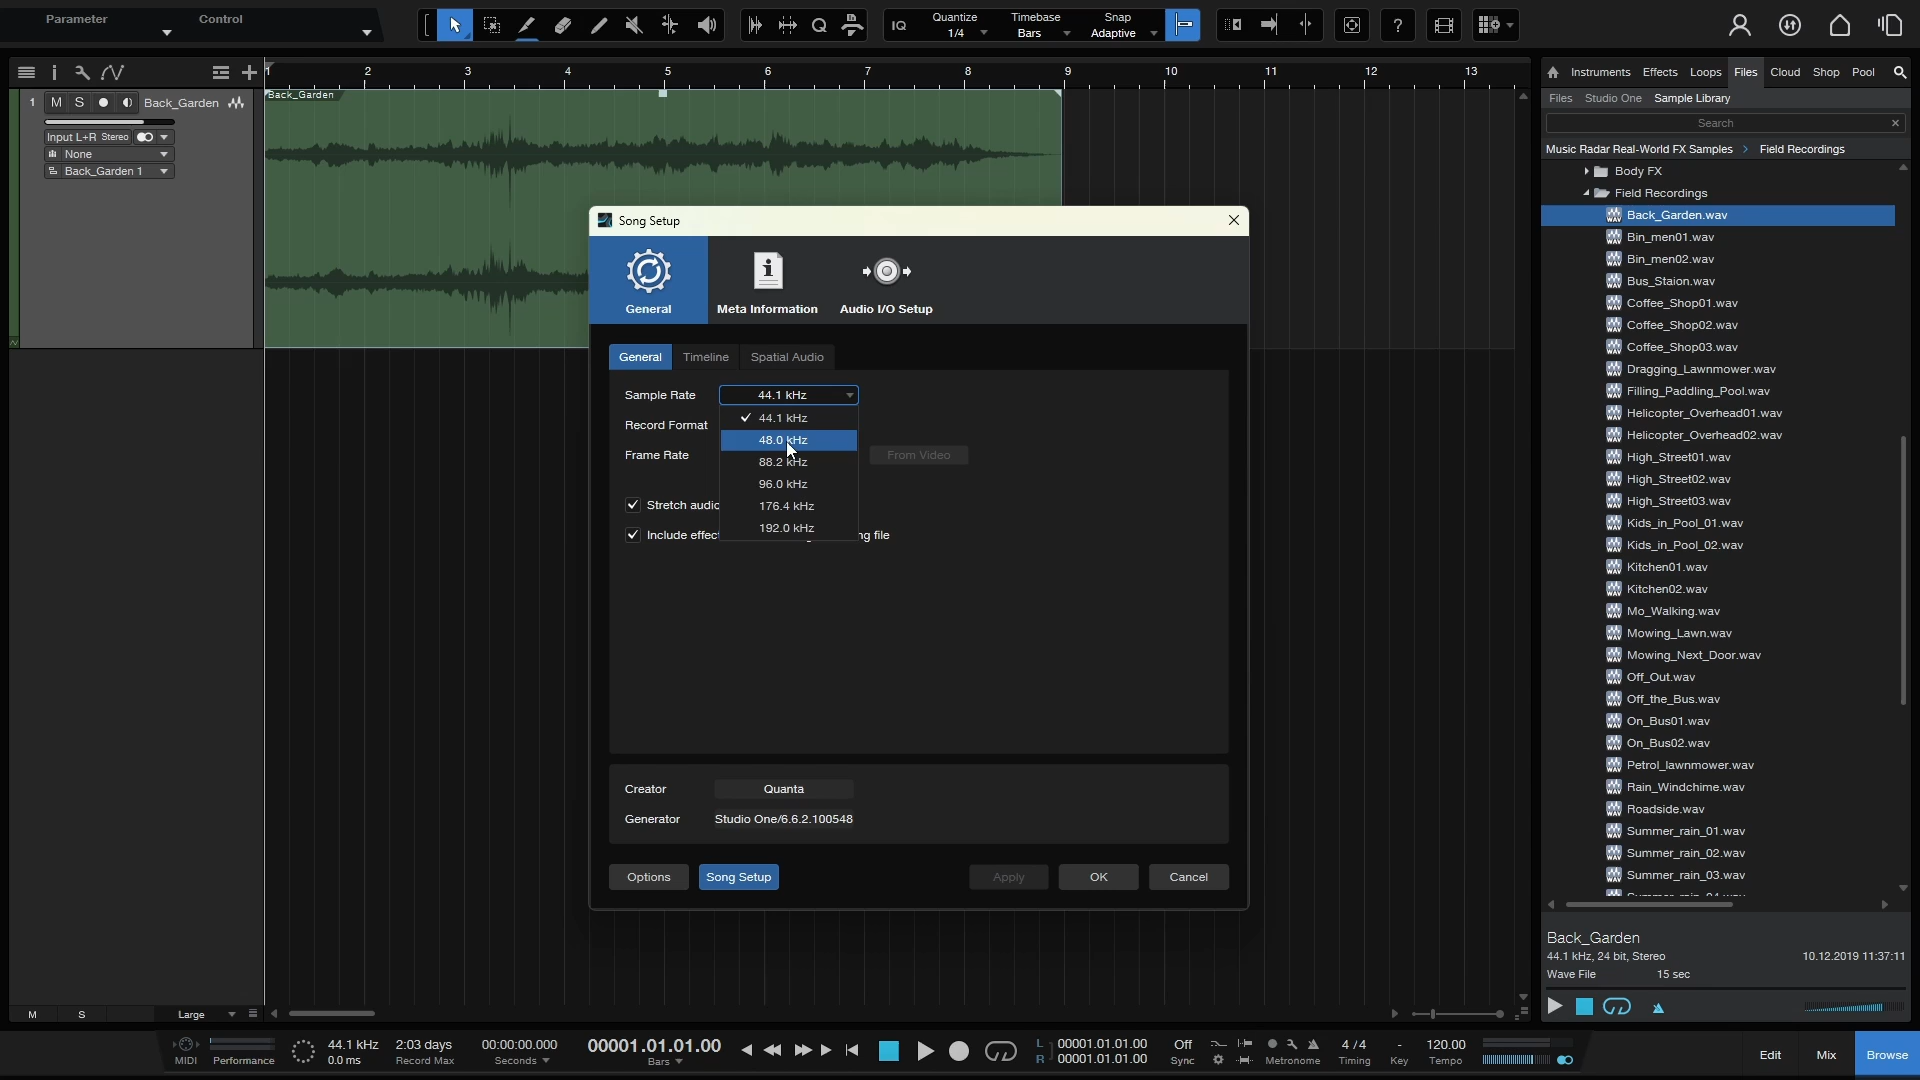 Parameter
Control
IQ
Quantize
1/4
Timebase
Bars
Snap
Adaptive
?
1 2 3 4 5 6 7 8 9 10 11 12 13
Instruments Effects Loops Files Cloud Shop Pool
Files Studio One Sample Library
Search
Music Radar Real-World FX Samples > Field Recordings
1 M S Back_Garden
Input L+R Stereo
None
Back_Garden 1
Back_Garden
Song Setup
General
Meta Information
Audio I/O Setup
General Timeline Spatial Audio
Sample Rate 44.1 kHz
44.1 kHz
Record Format
48.0 kHz
Frame Rate
From Video
88.2 kHz
96.0 kHz
Stretch audio
176.4 kHz
192.0 kHz
Include effec
ng file
Creator Quanta
Generator Studio One/6.6.2.100548
Options Song Setup Apply OK Cancel
Body FX
Field Recordings
Back_Garden.wav
Bin_men01.wav
Bin_men02.wav
Bus_Staion.wav
Coffee_Shop01.wav
Coffee_Shop02.wav
Coffee_Shop03.wav
Dragging_Lawnmower.wav
Filling_Paddling_Pool.wav
Helicopter_Overhead01.wav
Helicopter_Overhead02.wav
High_Street01.wav
High_Street02.wav
High_Street03.wav
Kids_in_Pool_01.wav
Kids_in_Pool_02.wav
Kitchen01.wav
Kitchen02.wav
Mo_Walking.wav
Mowing_Lawn.wav
Mowing_Next_Door.wav
Off_Out.wav
Off_the_Bus.wav
On_Bus01.wav
On_Bus02.wav
Petrol_lawnmower.wav
Rain_Windchime.wav
Roadside.wav
Summer_rain_01.wav
Summer_rain_02.wav
Summer_rain_03.wav
Back_Garden
44.1 kHz, 24 bit, Stereo 10.12.2019 11:37:11
Wave File 15 sec
M S Large
MIDI
Performance
44.1 kHz
0.0 ms
2:03 days
Record Max
00:00:00.000
Seconds
00001.01.01.00
Bars
L 00001.01.01.00
R 00001.01.01.00
Off
Sync
Metronome
4 / 4
Timing
-
Key
120.00
Tempo
Edit Mix Browse